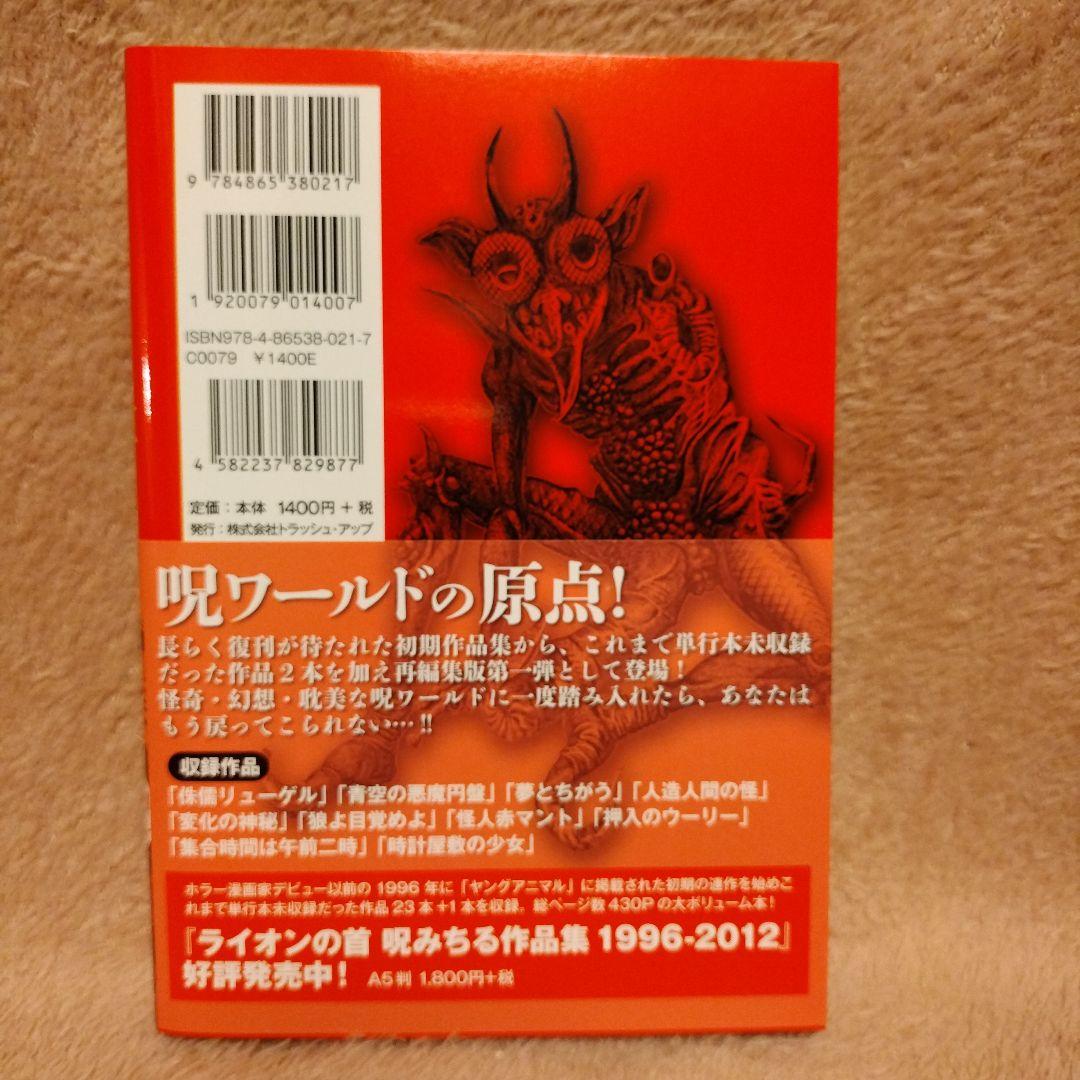 9 784865 380217
1 920079 014007
ISBN978-4-86538-021-7
C0079 ¥1400E
4 582237 829877
定価：本体 1400円＋税
発行：株式会社トラッシュ・アップ
呪ワールドの原点！
長らく復刊が待たれた初期作品集から、これまで単行本未収録
だった作品２本を加え再編集版第一弾として登場！
怪奇・幻想・耽美な呪ワールドに一度踏み入れたら、あなたは
もう戻ってこられない…!!
収録作品
「侏儒リューゲル」「青空の悪魔円盤」「夢とちがう」「人造人間の怪」
「変化の神秘」「狼よ目覚めよ」「怪人赤マント」「押入のウーリー」
「集合時間は午前二時」「時計屋敷の少女」
ホラー漫画家デビュー以前の1996年に「ヤングアニマル」に掲載された初期の連作を始めこ
れまで単行本未収録だった作品23本+1本を収録。総ページ数430Pの大ボリューム本！
『ライオンの首 呪みちる作品集 1996-2012』
好評発売中！ A5判 1.800円+税